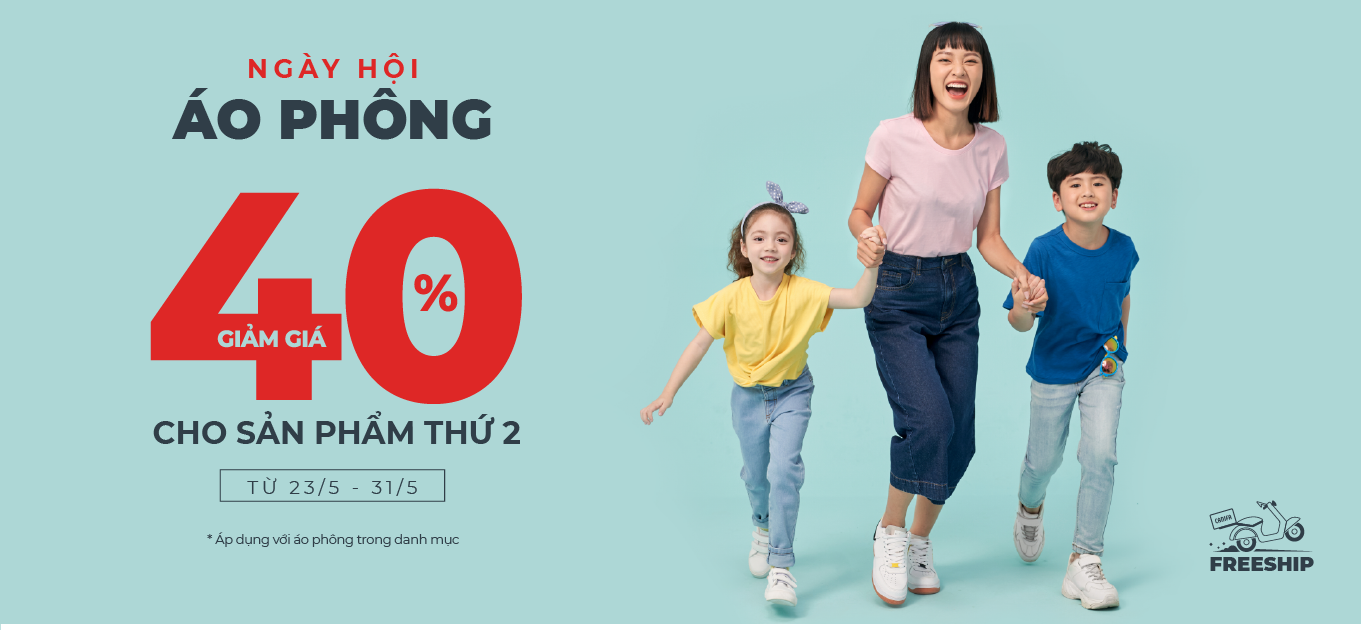 NGÀY HỘI
ÁO PHÔNG
40%
GIẢM GIÁ
CHO SẢN PHẨM THỨ 2
TỪ 23/5 - 31/5
* Áp dụng với áo phông trong danh mục
CANIFA
FREESHIP